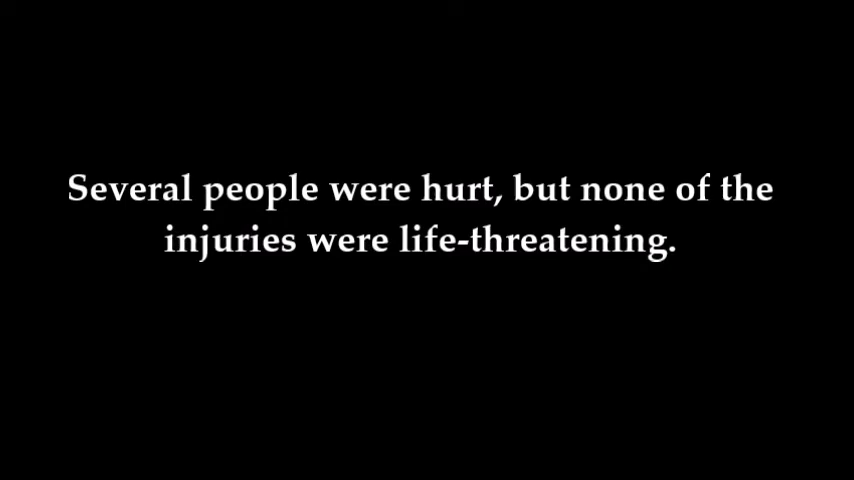 Several people were hurt, but none of the
injuries were life-threatening.